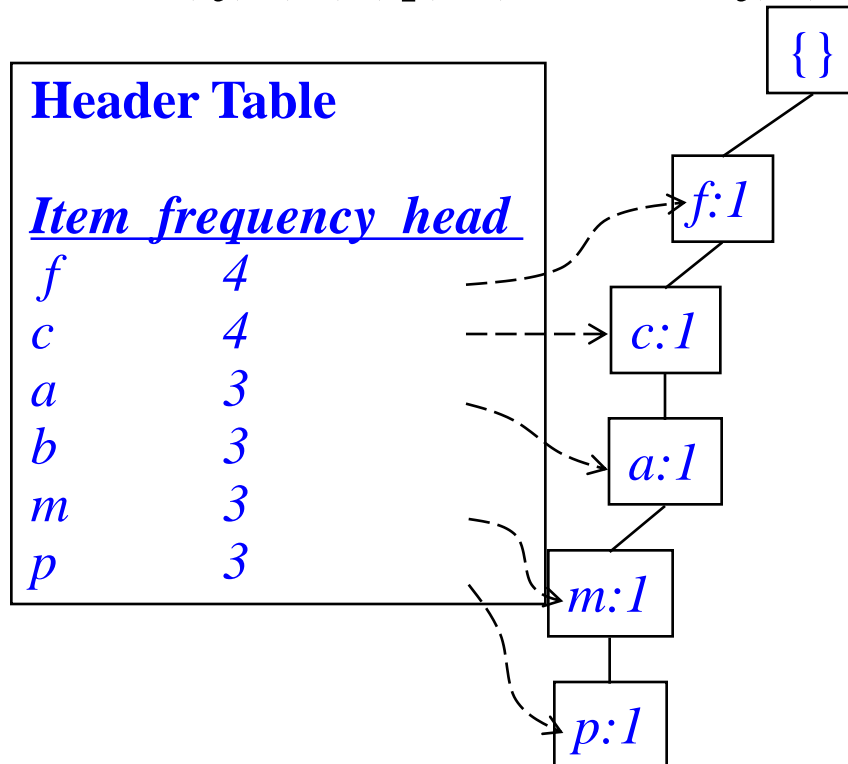 {}
Header Table
Item frequency head
f 4
c 4
a 3
b 3
m 3
p 3
f:1
c:1
a:1
m:1
p:1